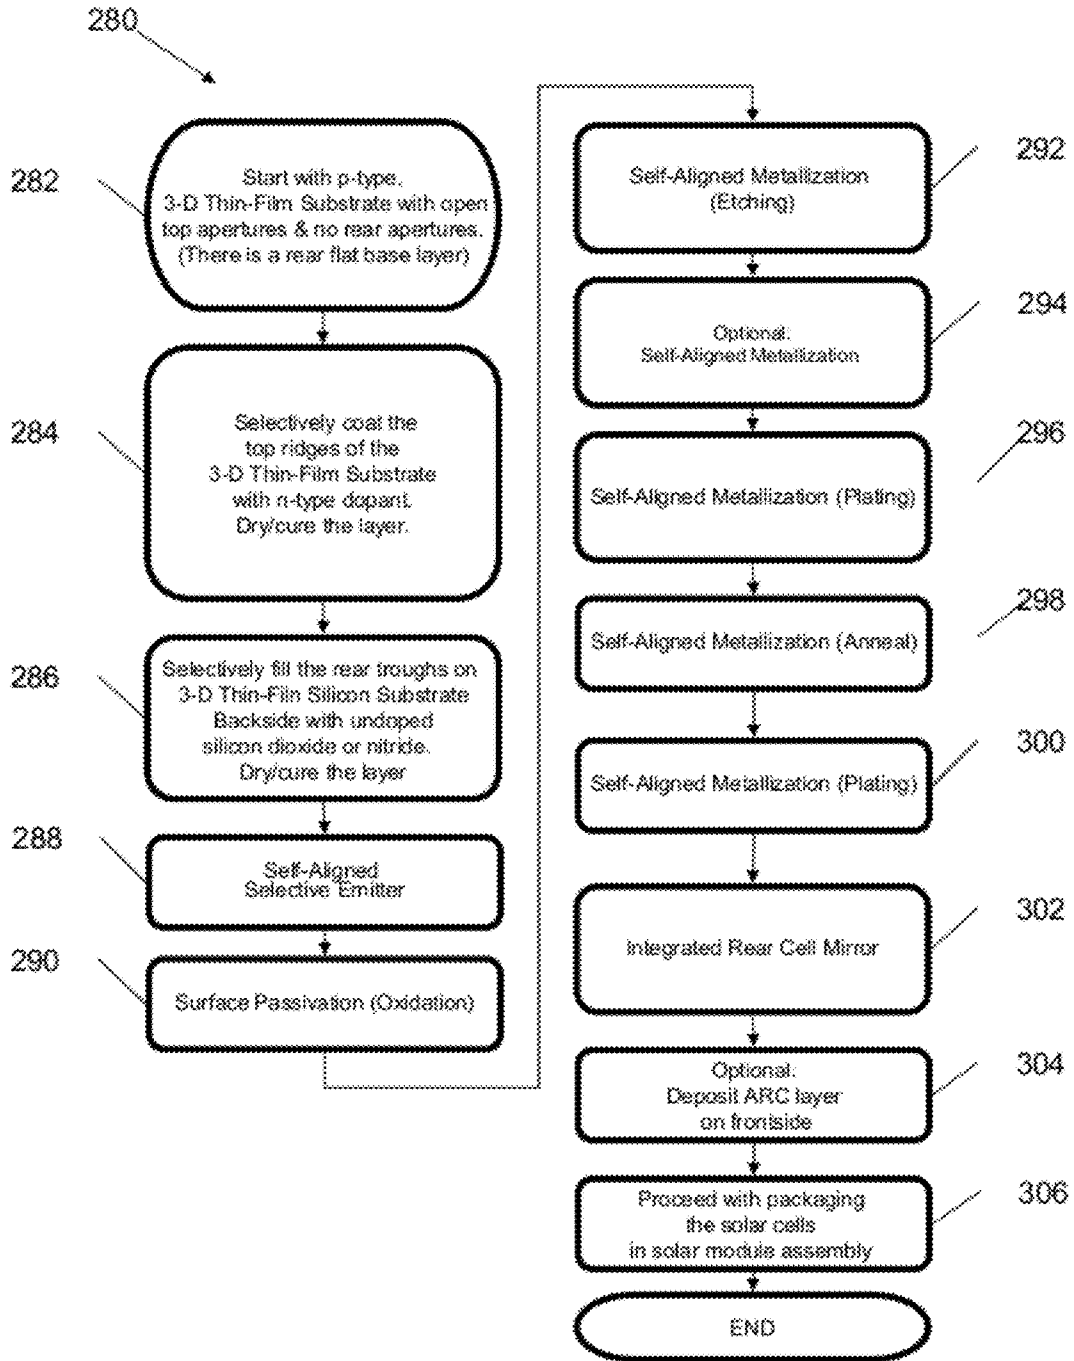 280
282
Start with p-type.
3-D Thin-Film Substrate with open
top apertures & no rear apertures.
(There is a rear flat base layer)
284
Selectively coat the
top ridges of the
3-D Thin-Film Substrate
with n-type dopant.
Dry/cure the layer.
286
Selectively fill the rear troughs on
3-D Thin-Film Silicon Substrate
Backside with undoped
silicon dioxide or nitride.
Dry/cure the layer
288
Self-Aligned
Selective Emitter
290
Surface Passivation (Oxidation)
292
Self-Aligned Metallization
(Etching)
294
Optional.
Self-Aligned Metallization
296
Self-Aligned Metallization (Plating)
298
Self-Aligned Metallization (Anneal)
300
Self-Aligned Metallization (Plating)
302
Integrated Rear Cell Mirror
304
Optional.
Deposit ARC layer
on frontside
306
Proceed with packaging
the solar cells
in solar module assembly
END